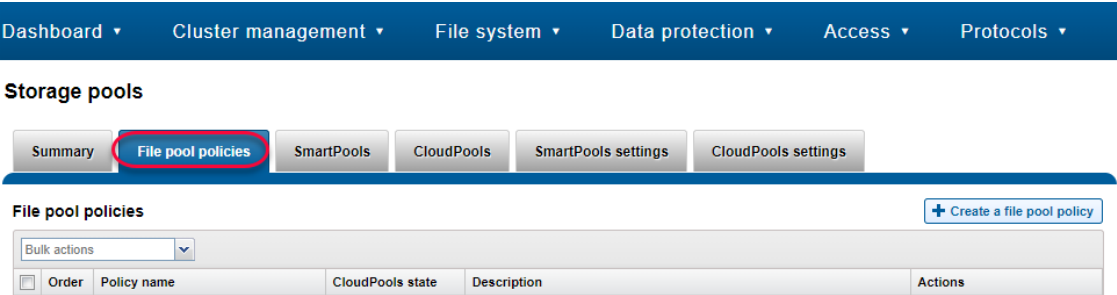 Dashboard Cluster management File system Data protection Access Protocols
Storage pools
Summary File pool policies SmartPools CloudPools SmartPools settings CloudPools settings
File pool policies Create a file pool policy
Bulk actions
Order Policy name CloudPools state Description Actions